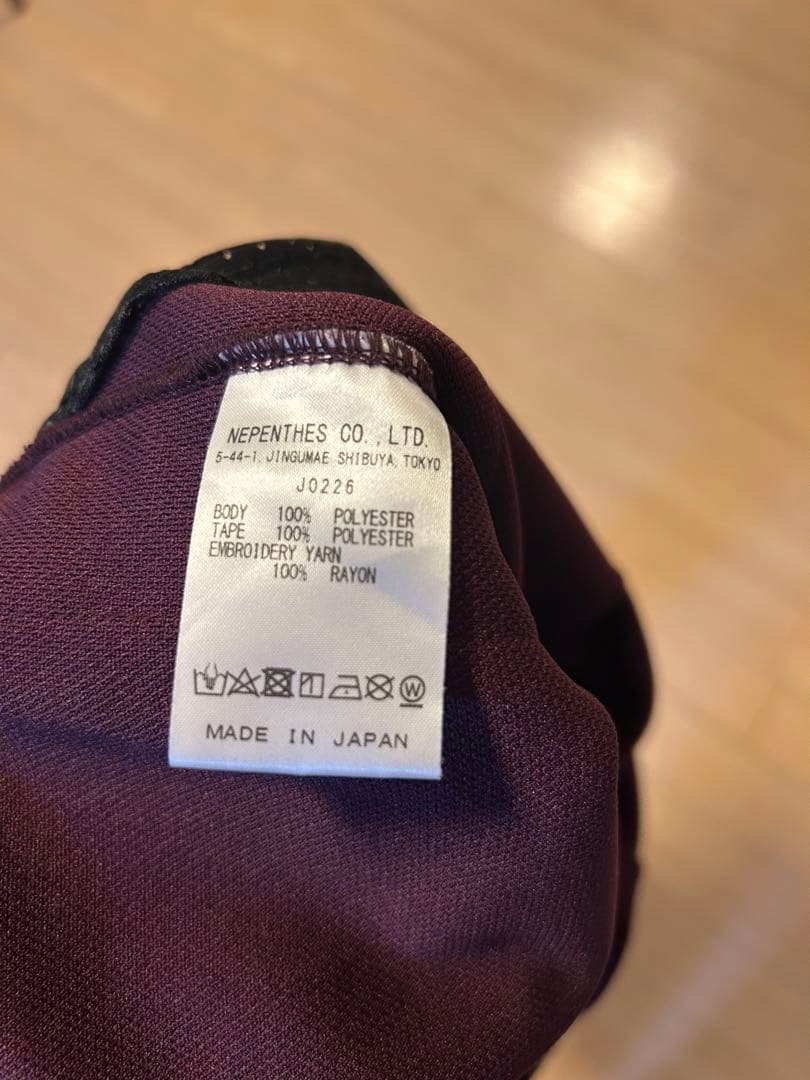 NEPENTHES CO., LTD.
5-44-1, JINGUMAE SHIBUYA, TOKYO
J0226
BODY 100% POLYESTER
TAPE 100% POLYESTER
EMBROIDERY YARN
100% RAYON
W
MADE IN JAPAN